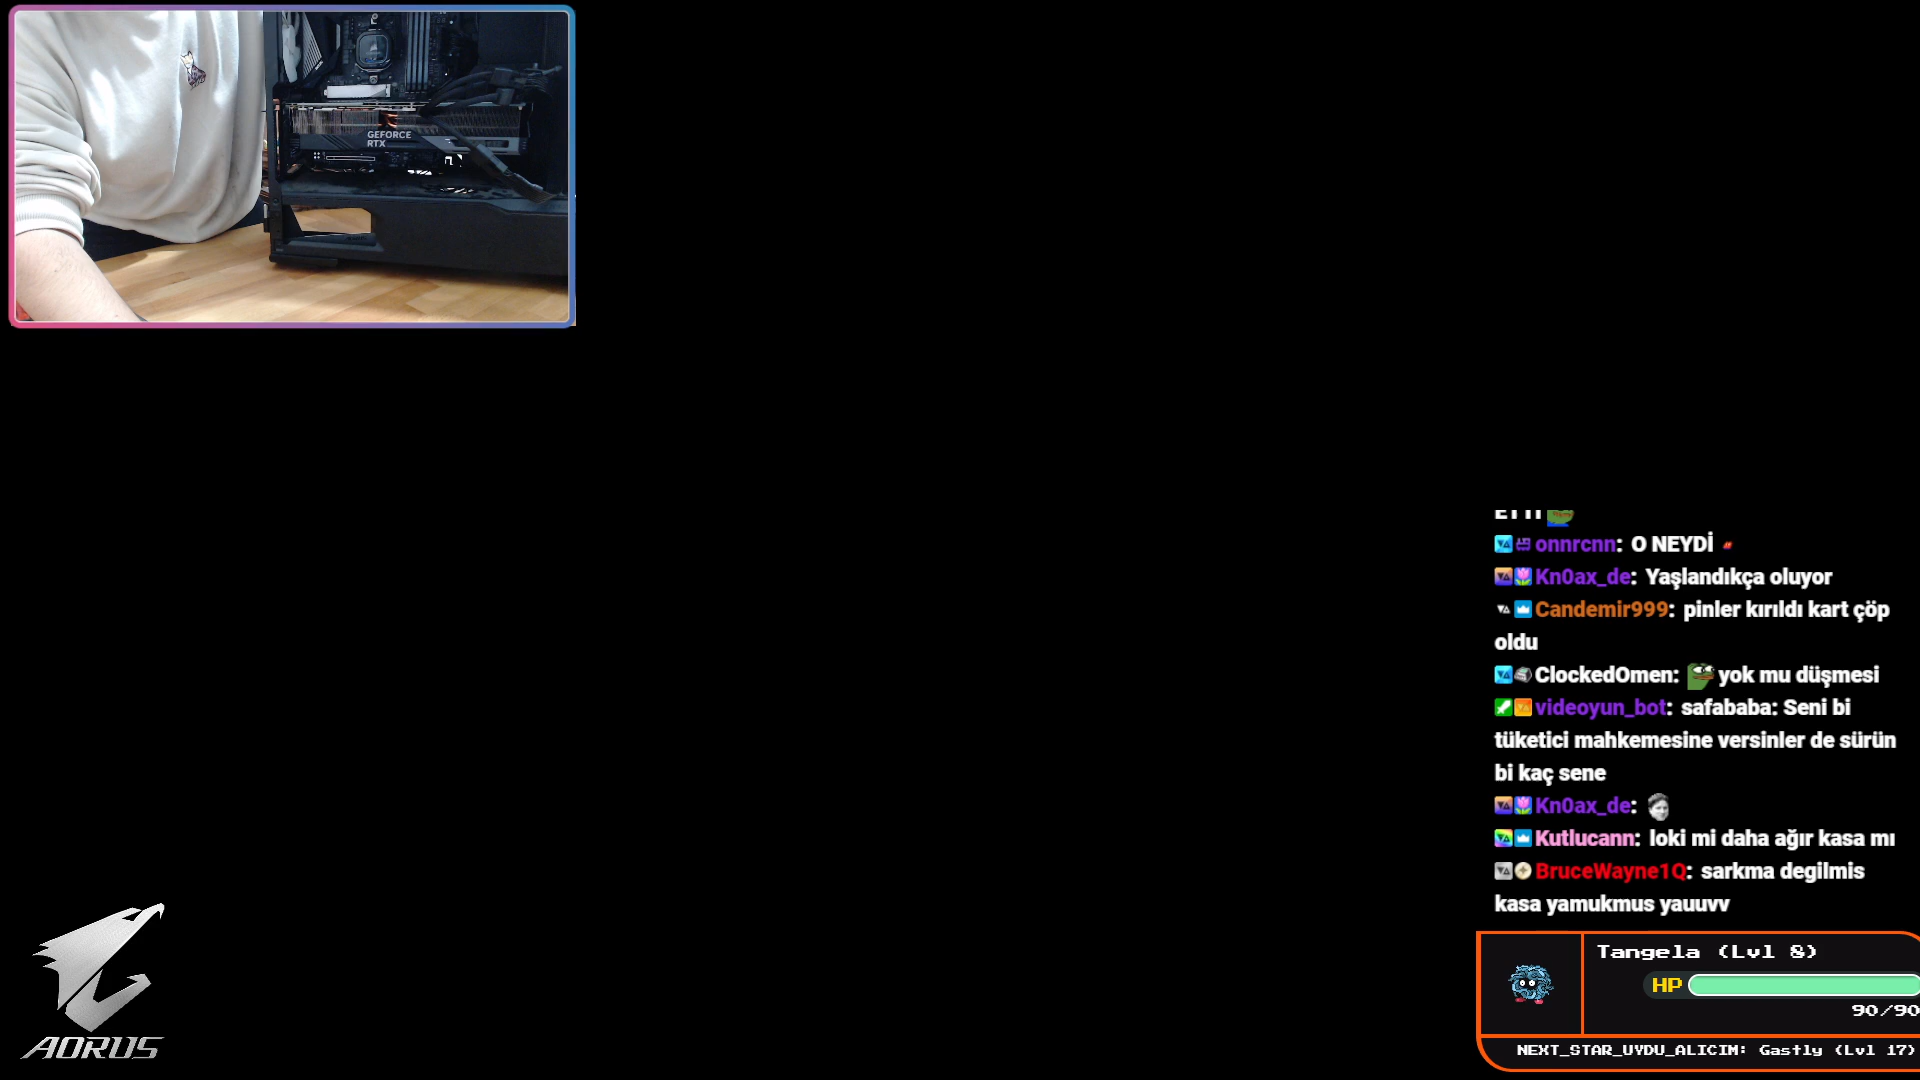 GEFORCE
RTX
onnrcnn: O NEYDİ
Kn0ax_de: Yaşlandıkça oluyor
Candemir999: pinler kırıldı kart çöp
oldu
ClockedOmen: yok mu düşmesi
videoyun_bot: safababa: Seni bi
tüketici mahkemesine versinler de sürün
bi kaç sene
Kn0ax_de:
Kutlucann: loki mi daha ağır kasa mı
BruceWayne1Q: sarkma degilmis
kasa yamukmus yauuvv
Tangela (Lvl 8)
HP
90/90
NEXT_STAR_UYDU_ALICIM: Gastly (Lvl 17)
AORUS